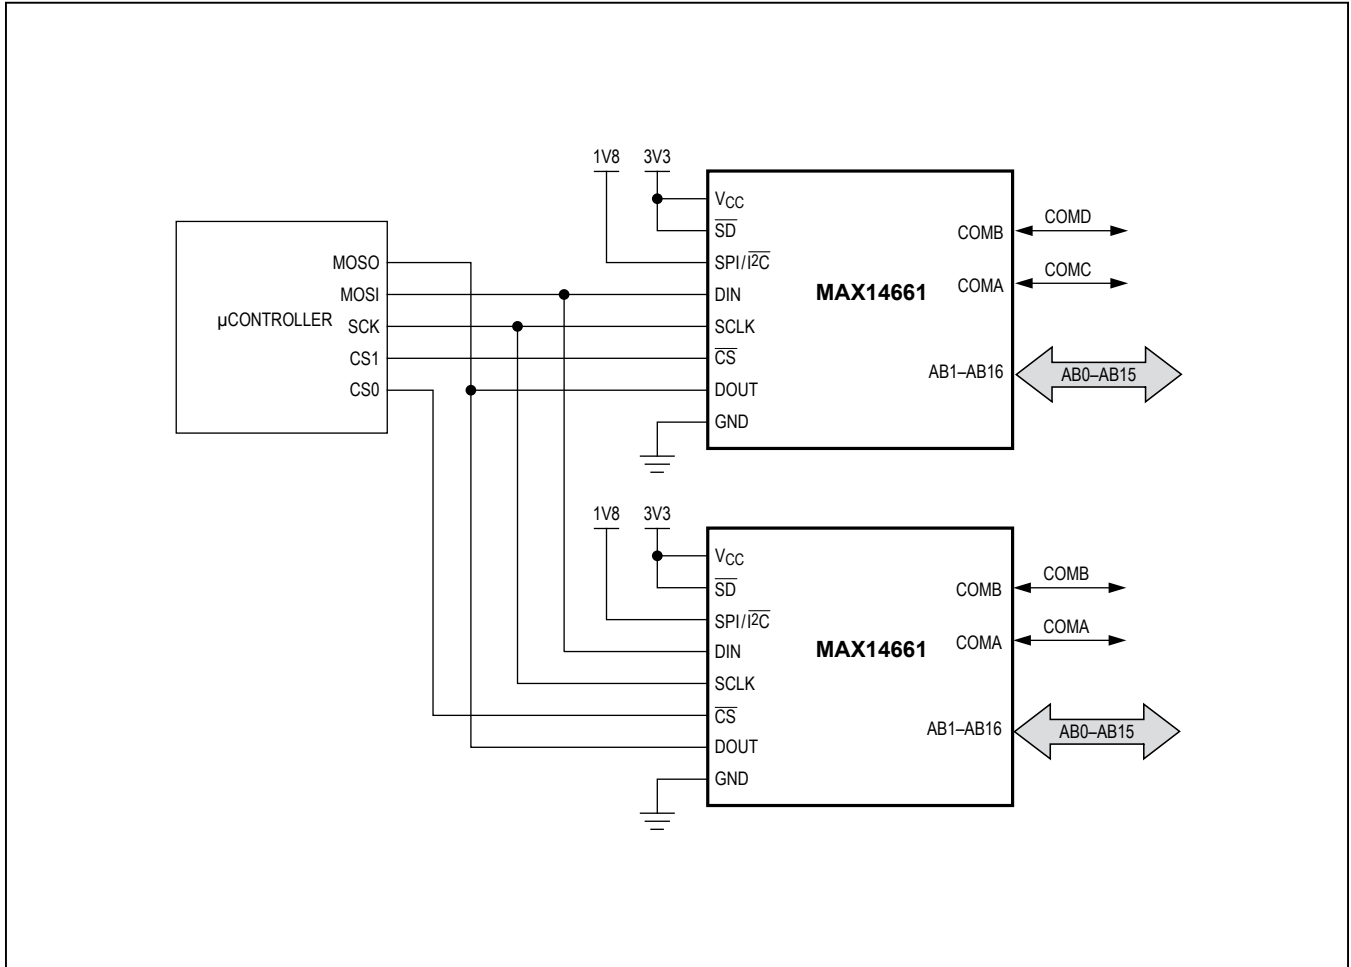 1V8 3V3
VCC
SD
SPI/I2C
DIN
SCLK
CS
DOUT
GND
MAX14661
COMB
COMA
AB1–AB16
COMD
COMC
AB0–AB15
µCONTROLLER
MOSO
MOSI
SCK
CS1
CS0
1V8 3V3
VCC
SD
SPI/I2C
DIN
SCLK
CS
DOUT
GND
MAX14661
COMB
COMA
AB1–AB16
COMB
COMA
AB0–AB15